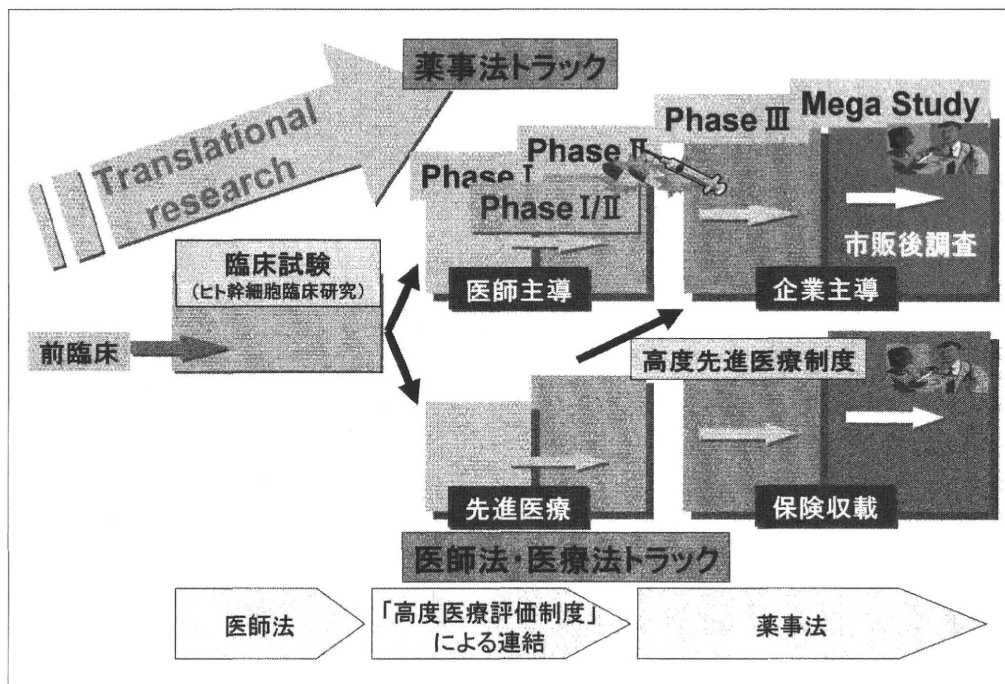 薬事法トラック
Translational
research
Phase Ⅰ
Phase Ⅱ
Phase Ⅲ
Mega Study
Phase Ⅰ/Ⅱ
臨床試験
(ヒト幹細胞臨床研究)
前臨床
医師主導
企業主導
市販後調査
高度先進医療制度
先進医療
保険収載
医師法・医療法トラック
医師法
「高度医療評価制度」
による連結
薬事法